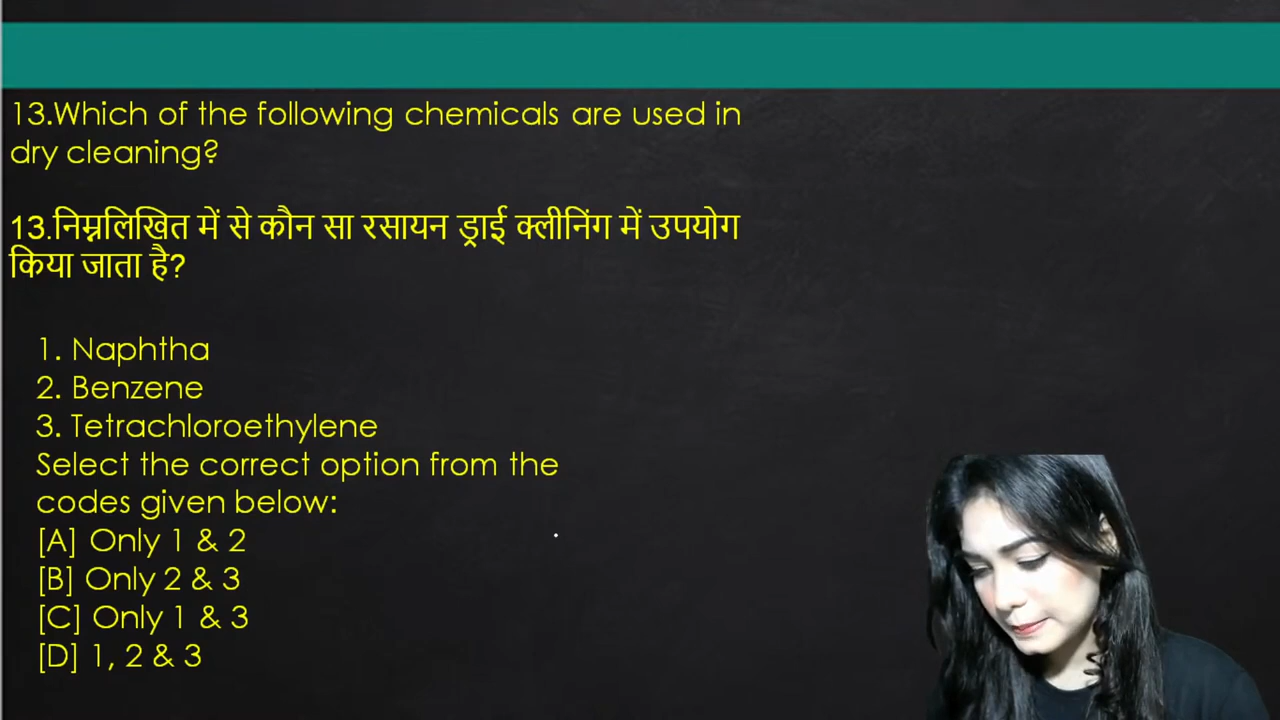 13.Which of the following chemicals are used in
dry cleaning?
13.निम्नलिखित में से कौन सा रसायन ड्राई क्लीनिंग में उपयोग
किया जाता है?
1. Naphtha
2. Benzene
3. Tetrachloroethylene
Select the correct option from the
codes given below:
[A] Only 1 & 2
[B] Only 2 & 3
[C] Only 1 & 3
[D] 1, 2 & 3